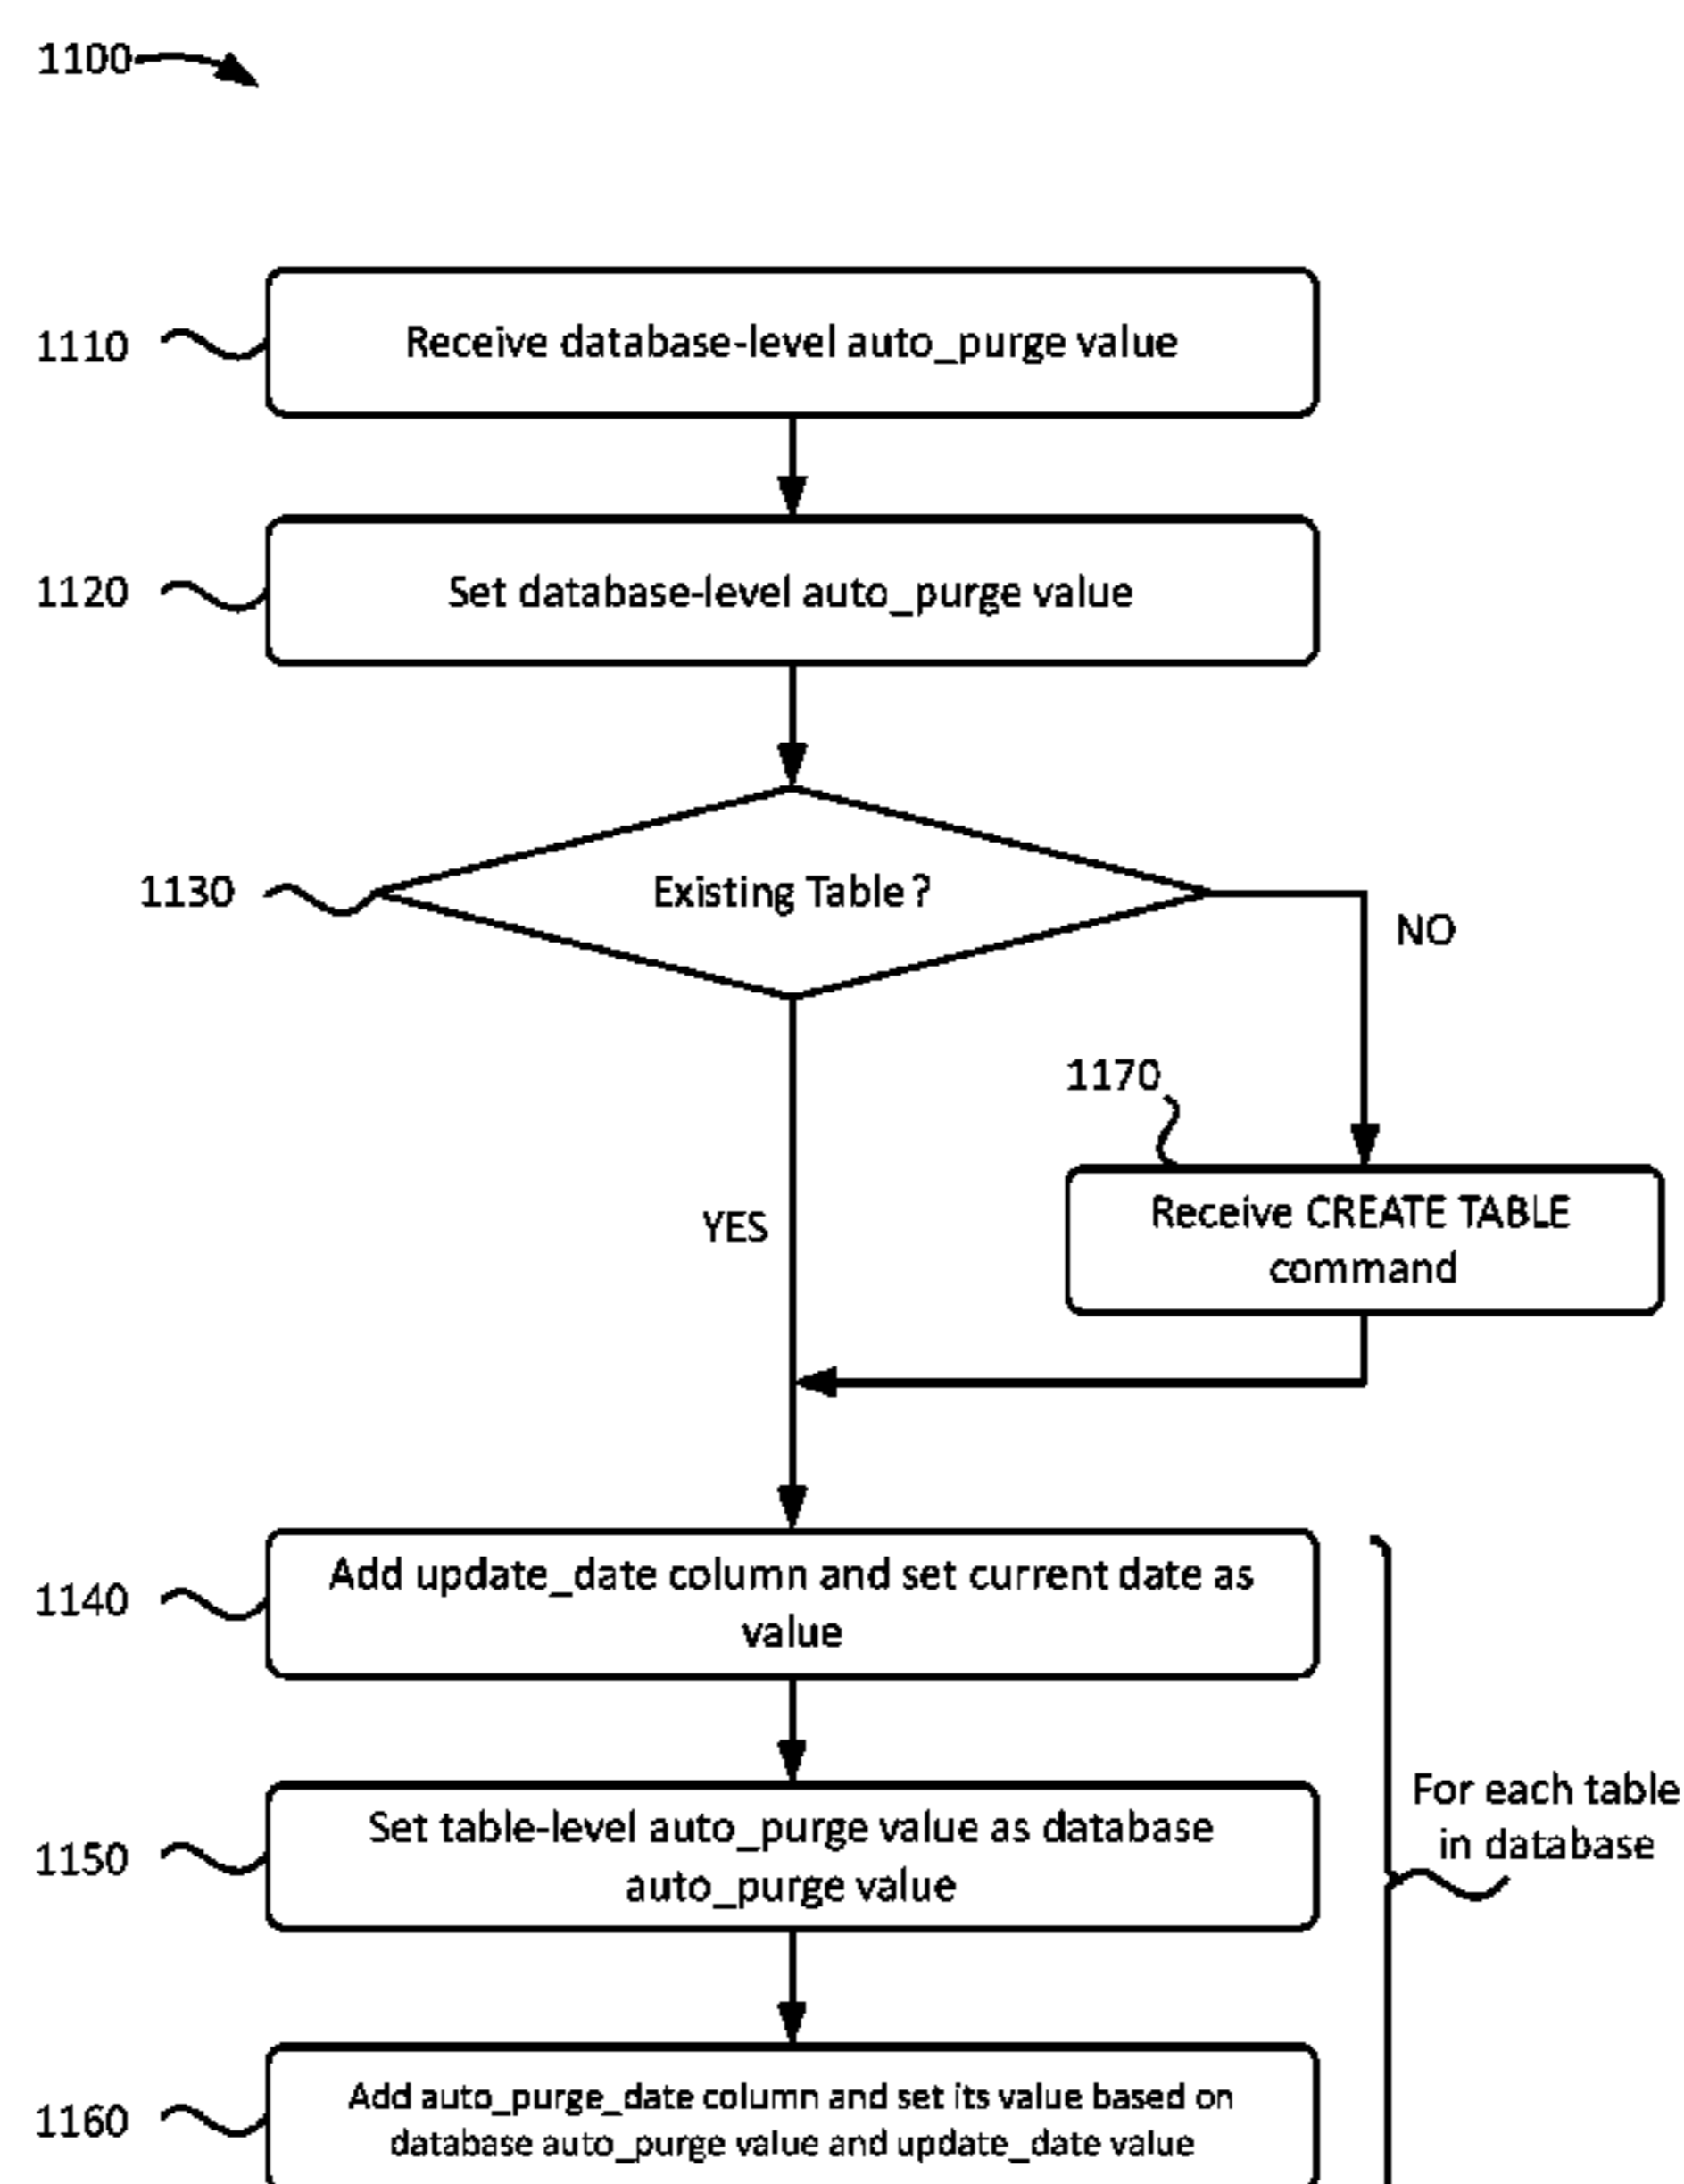 1100
1110
Receive database-level auto_purge value
1120
Set database-level auto_purge value
1130
Existing Table?
NO
1170
Receive CREATE TABLE
command
YES
1140
Add update_date column and set current date as
value
1150
Set table-level auto_purge value as database
auto_purge value
For each table
in database
1160
Add auto_purge_date column and set its value based on
database auto_purge value and update_date value